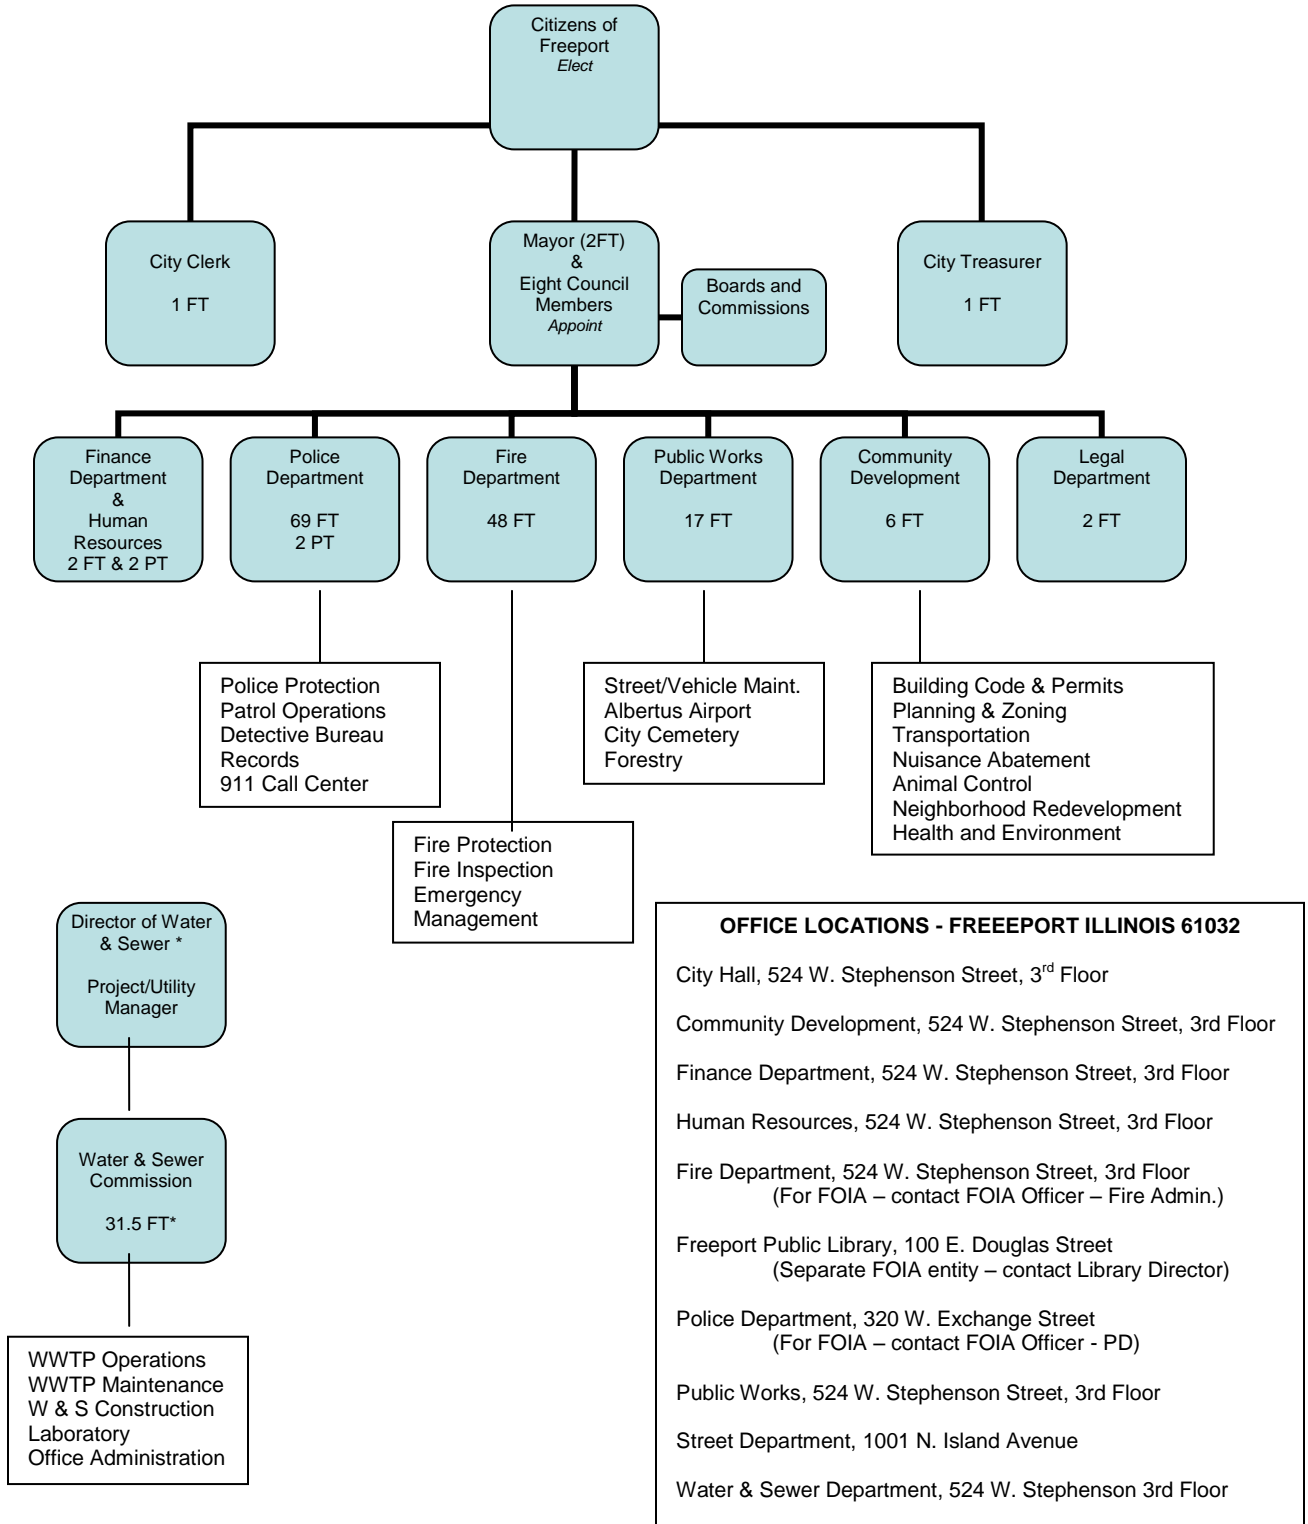 Citizens of
Freeport
Elect
City Clerk
1 FT
Mayor (2FT)
&
Eight Council
Members
Appoint
Boards and
Commissions
City Treasurer
1 FT
Finance
Department
&
Human
Resources
2 FT & 2 PT
Police
Department
69 FT
2 PT
Fire
Department
48 FT
Public Works
Department
17 FT
Community
Development
6 FT
Legal
Department
2 FT
Police Protection
Patrol Operations
Detective Bureau
Records
911 Call Center
Fire Protection
Fire Inspection
Emergency
Management
Street/Vehicle Maint.
Albertus Airport
City Cemetery
Forestry
Building Code & Permits
Planning & Zoning
Transportation
Nuisance Abatement
Animal Control
Neighborhood Redevelopment
Health and Environment
Director of Water
& Sewer *
Project/Utility
Manager
Water & Sewer
Commission
31.5 FT*
WWTP Operations
WWTP Maintenance
W & S Construction
Laboratory
Office Administration
OFFICE LOCATIONS - FREEEPORT ILLINOIS 61032
City Hall, 524 W. Stephenson Street, 3rd Floor
Community Development, 524 W. Stephenson Street, 3rd Floor
Finance Department, 524 W. Stephenson Street, 3rd Floor
Human Resources, 524 W. Stephenson Street, 3rd Floor
Fire Department, 524 W. Stephenson Street, 3rd Floor
(For FOIA – contact FOIA Officer – Fire Admin.)
Freeport Public Library, 100 E. Douglas Street
(Separate FOIA entity – contact Library Director)
Police Department, 320 W. Exchange Street
(For FOIA – contact FOIA Officer - PD)
Public Works, 524 W. Stephenson Street, 3rd Floor
Street Department, 1001 N. Island Avenue
Water & Sewer Department, 524 W. Stephenson 3rd Floor